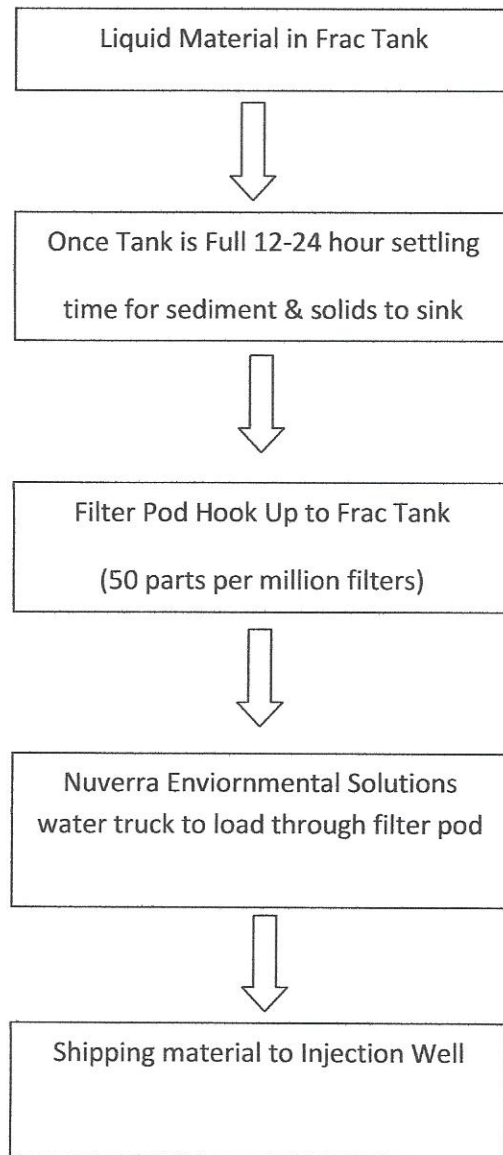 Liquid Material in Frac Tank
Once Tank is Full 12-24 hour settling
time for sediment & solids to sink
Filter Pod Hook Up to Frac Tank
(50 parts per million filters)
Nuverra Enviornmental Solutions
water truck to load through filter pod
Shipping material to Injection Well